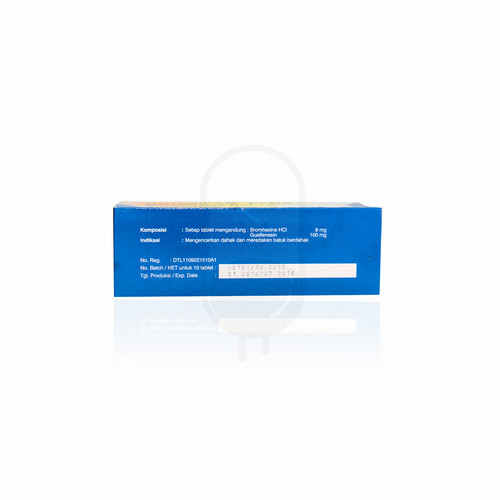 Komposisi : Setiap tablet mengandung : Bromhexine HCl 8 mg
Guaifenesin 100 mg
Indikasi : Mengencerkan dahak dan meredakan batuk berdahak
No. Reg. : DTL1109221510A1
No. Batch / HET untuk 10 tablet :
Tgl. Produksi / Exp. Date :